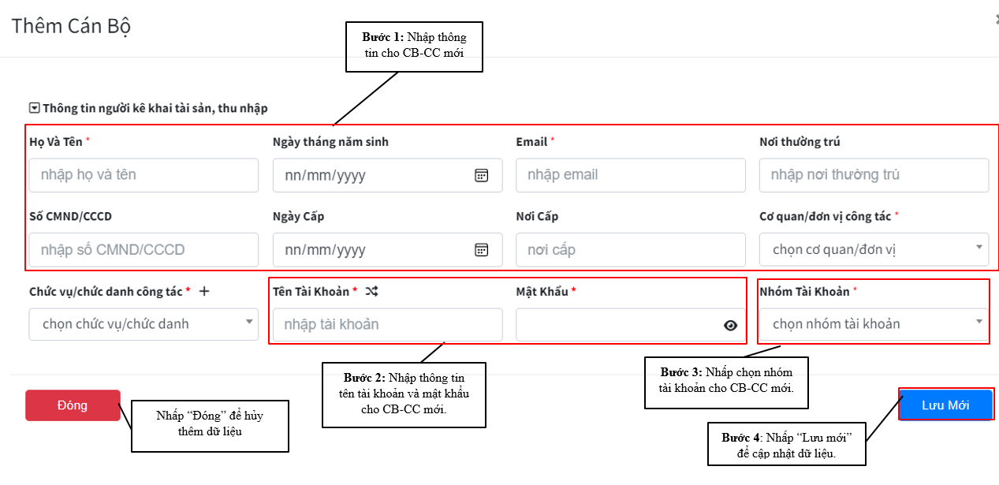 Thêm Cán Bộ
Bước 1: Nhập thông
tin cho CB-CC mới
Thông tin người kê khai tài sản, thu nhập
Họ Và Tên *
Ngày tháng năm sinh
Email *
Nơi thường trú
nhập họ và tên
nn/mm/yyyy
nhập email
nhập nơi thường trú
Số CMND/CCCD
Ngày Cấp
Nơi Cấp
Cơ quan/đơn vị công tác *
nhập số CMND/CCCD
nn/mm/yyyy
nơi cấp
chọn cơ quan/đơn vị
Chức vụ/chức danh công tác * +
Tên Tài Khoản *
Mật Khẩu *
Nhóm Tài Khoản *
chọn chức vụ/chức danh
nhập tài khoản
chọn nhóm tài khoản
Bước 2: Nhập thông tin
tên tài khoản và mật khẩu
cho CB-CC mới.
Bước 3: Nhấp chọn nhóm
tài khoản cho CB-CC mới.
Đóng
Nhấp “Đóng” để hủy
thêm dữ liệu
Lưu Mới
Bước 4: Nhấp “Lưu mới”
để cập nhật dữ liệu.